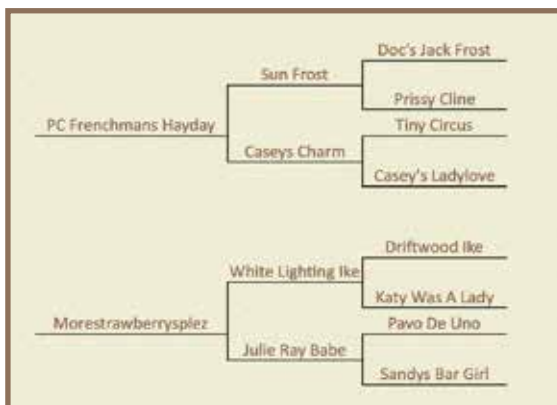 Doc's Jack Frost
Sun Frost
Prissy Cline
PC Frenchmans Hayday
Tiny Circus
Caseys Charm
Casey's Ladylove
Driftwood Ike
White Lighting Ike
Katy Was A Lady
Morestrawberrysplez
Pavo De Uno
Julie Ray Babe
Sandys Bar Girl